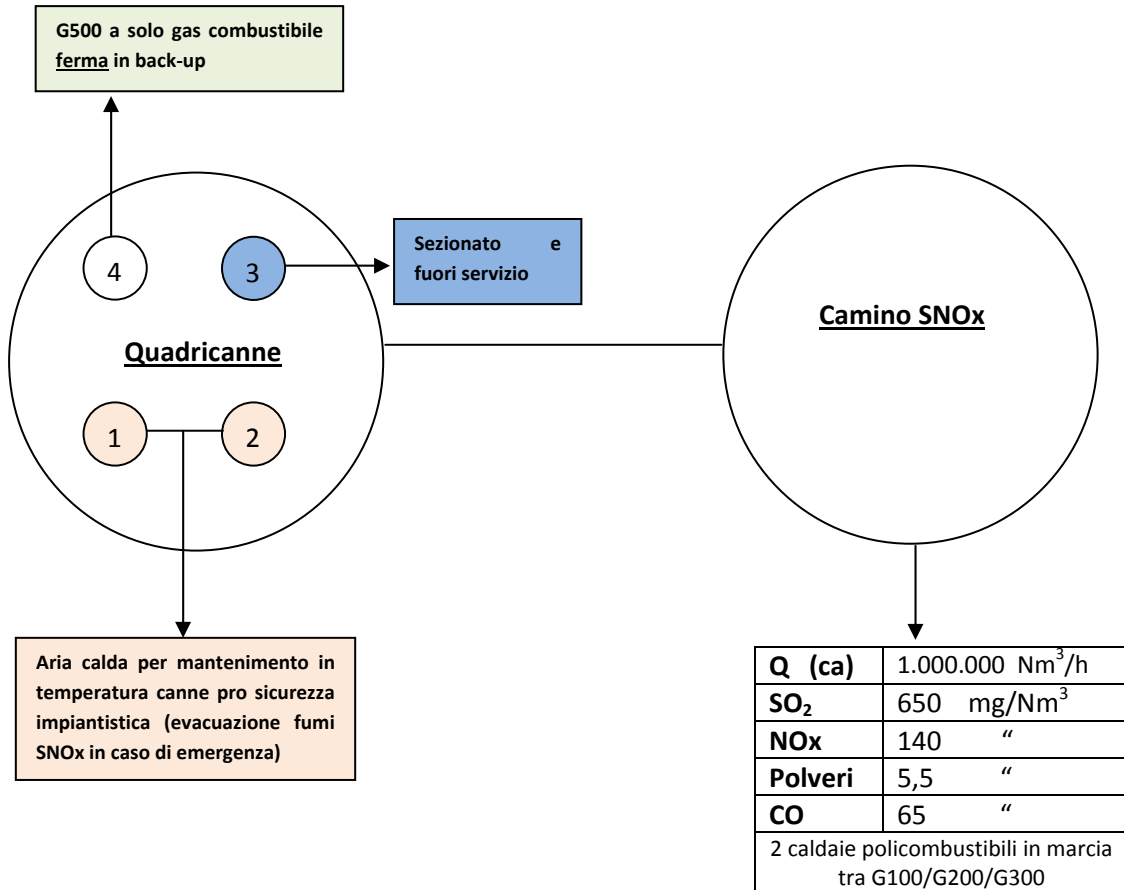 G500 a solo gas combustibile
ferma in back-up
4
3
Sezionato e
fuori servizio
Quadricanne
Camino SNOx
1
2
Aria calda per mantenimento in
temperatura canne pro sicurezza
impiantistica (evacuazione fumi
SNOx in caso di emergenza)
Q (ca) 1.000.000 Nm³/h
SO₂ 650 mg/Nm³
NOx 140 “
Polveri 5,5 “
CO 65 “
2 caldaie policombustibili in marcia
tra G100/G200/G300